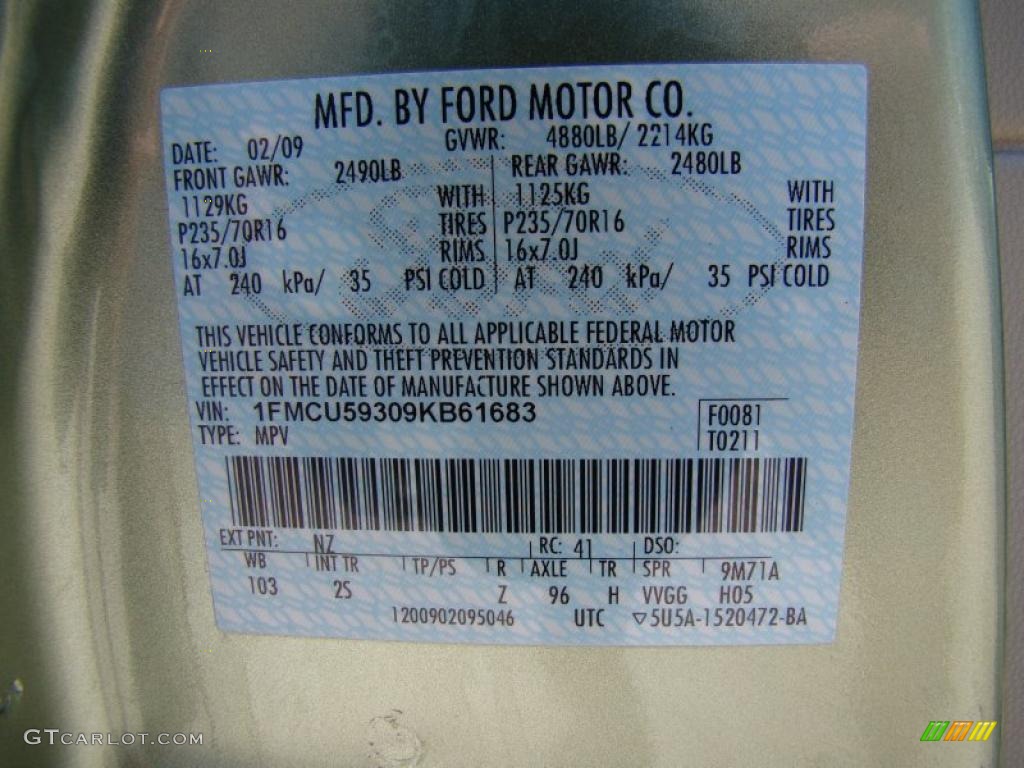 MFD. BY FORD MOTOR CO.
DATE: 02/09 GVWR: 4880LB/ 2214KG
FRONT GAWR: 2490LB REAR GAWR: 2480LB
1129KG WITH 1125KG WITH
P235/70R16 TIRES P235/70R16 TIRES
16x7.0J RIMS 16x7.0J RIMS
AT 240 kPa/ 35 PSI COLD AT 240 kPa/ 35 PSI COLD
THIS VEHICLE CONFORMS TO ALL APPLICABLE FEDERAL MOTOR
VEHICLE SAFETY AND THEFT PREVENTION STANDARDS IN
EFFECT ON THE DATE OF MANUFACTURE SHOWN ABOVE.
VIN: 1FMCU59309KB61683 F0081
TYPE: MPV T0211
EXT PNT: NZ RC: 41 DSO:
WB INT TR TP/PS R AXLE TR SPR 9M71A
103 2S Z 96 H VVGG H05
1200902095046 UTC ▽5U5A-1520472-BA
GTCARLOT.COM